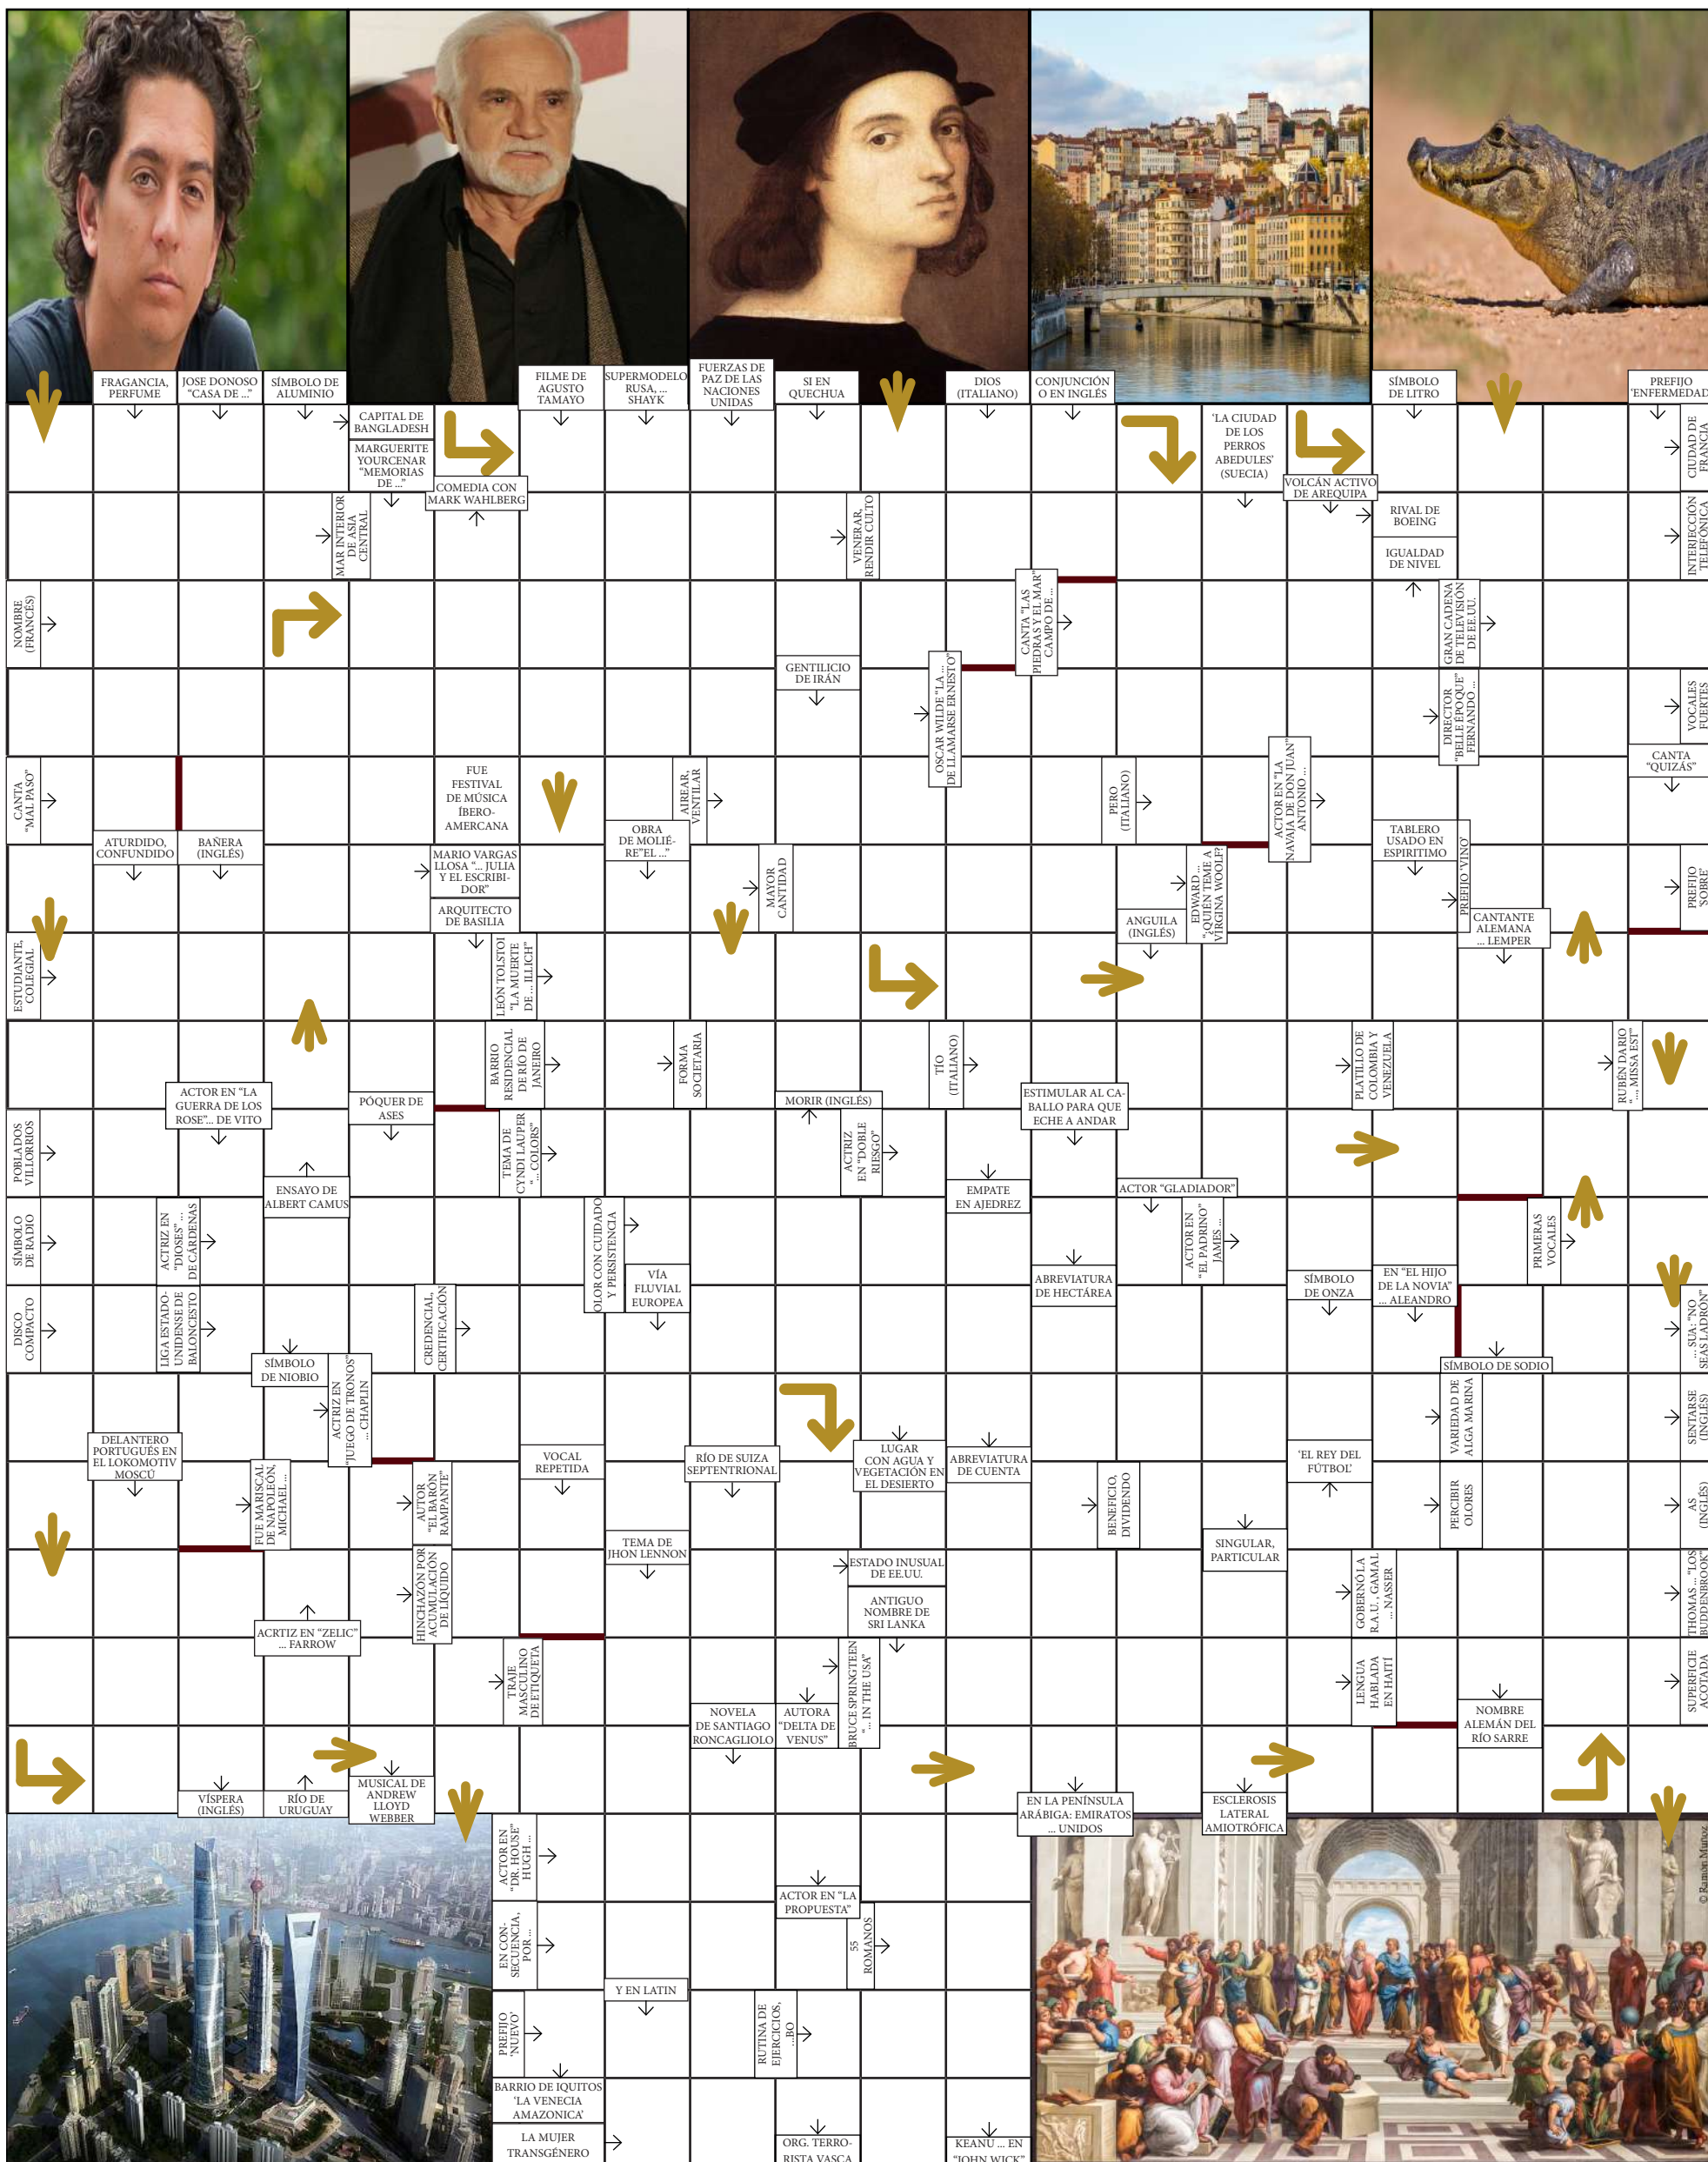 FRAGANCIA,
PERFUME
JOSE DONOSO
"CASA DE ..."
SÍMBOLO DE
ALUMINIO
FILME DE
AGUSTO
TAMAYO
SUPERMODELO
RUSA, ...
SHAYK
FUERZAS DE
PAZ DE LAS
NACIONES
UNIDAS
SI EN
QUECHUA
DIOS
(ITALIANO)
CONJUNCIÓN
O EN INGLÉS
SÍMBOLO
DE LITRO
PREFIJO
'ENFERMEDAD
CAPITAL DE
BANGLADESH
MARGUERITE
YOURCENAR
"MEMORIAS
DE ..."
COMEDIA CON
MARK WAHLBERG
'LA CIUDAD
DE LOS
PERROS
ABEDULES'
(SUECIA)
VOLCÁN ACTIVO
DE AREQUIPA
CIUDAD DE
FRANCIA
MAR INTERIOR
DE ASIA
CENTRAL
VENERAR,
RENDIR CULTO
RIVAL DE
BOEING
IGUALDAD
DE NIVEL
INTERJECCIÓN
TELEFÓNICA
NOMBRE
(FRANCÉS)
CANTA "LAS
PIEDRAS Y EL MAR"
CAMPO DE ...
GRAN CADENA
DE TELEVISIÓN
DE EE.UU.
GENTILICIO
DE IRÁN
OSCAR WILDE "LA ...
DE LLAMARSE ERNESTO"
DIRECTOR
"BELLE ÉPOQUE"
FERNANDO ...
VOCALES
FUERTES
CANTA
"MAL PASO"
FUE
FESTIVAL
DE MÚSICA
ÍBERO-
AMERCANA
AIREAR,
VENTILAR
PERO
(ITALIANO)
ACTOR EN "LA
NAVAJA DE DON JUAN"
ANTONIO ...
CANTA
"QUIZÁS"
ATURDIDO,
CONFUNDIDO
BAÑERA
(INGLÉS)
OBRA
DE MOLIÉ-
RE"EL ..."
TABLERO
USADO EN
ESPIRITIMO
MARIO VARGAS
LLOSA "... JULIA
Y EL ESCRIBI-
DOR"
ARQUITECTO
DE BASILIA
MAYOR
CANTIDAD
ANGUILA
(INGLÉS)
EDWARD ...
"¿QUIÉN TEME A
VIRGINA WOOLF?
PREFIJO 'VINO'
CANTANTE
ALEMANA
... LEMPER
PREFIJO
'SOBRE'
ESTUDIANTE,
COLEGIAL
LEÓN TOLSTOI
"LA MUERTE
DE ... ILLICH"
BARRIO
RESIDENCIAL
DE RÍO DE
JANEIRO
FORMA
SOCIETARIA
TÍO
(ITALIANO)
PLATILLO DE
COLOMBIA Y
VENEZUELA
RUBÉN DARIO
"..., MISSA EST"
ACTOR EN "LA
GUERRA DE LOS
ROSE"... DE VITO
PÓQUER DE
ASES
MORIR (INGLÉS)
ESTIMULAR AL CA-
BALLO PARA QUE
ECHE A ANDAR
POBLADOS
VILLORRIOS
TEMA DE
CYNDI LAUPER
"... COLORS"
ACTRIZ
EN "DOBLE
RIESGO"
ENSAYO DE
ALBERT CAMUS
EMPATE
EN AJEDREZ
ACTOR "GLADIADOR"
SÍMBOLO
DE RADIO
ACTRIZ EN
"DIOSES" ...
DE CÁRDENAS
OLOR CON CUIDADO
Y PERSISTENCIA
ACTOR EN
"EL PADRINO"
JAMES ...
PRIMERAS
VOCALES
VÍA
FLUVIAL
EUROPEA
ABREVIATURA
DE HECTÁREA
SÍMBOLO
DE ONZA
EN "EL HIJO
DE LA NOVIA"
... ALEANDRO
DISCO
COMPACTO
LIGA ESTADO-
UNIDENSE DE
BALONCESTO
CREDENCIAL,
CERTIFICACIÓN
... SUA: "NO
SEAS LADRÓN"
SÍMBOLO
DE NIOBIO
SÍMBOLO DE SODIO
ACTRIZ EN
"JUEGO DE TRONOS"
... CHAPLIN
VARIEDAD DE
ALGA MARINA
SENTARSE
(INGLÉS)
DELANTERO
PORTUGUÉS EN
EL LOKOMOTIV
MOSCÚ
VOCAL
REPETIDA
RÍO DE SUIZA
SEPTENTRIONAL
LUGAR
CON AGUA Y
VEGETACIÓN EN
EL DESIERTO
ABREVIATURA
DE CUENTA
'EL REY DEL
FÚTBOL'
FUE MARISCAL
DE NAPOLEÓN,
MICHAEL ...
AUTOR
"EL BARÓN
RAMPANTE"
BENEFICIO,
DIVIDENDO
PERCIBIR
OLORES
AS
(INGLÉS)
TEMA DE
JHON LENNON
SINGULAR,
PARTICULAR
HINCHAZÓN POR
ACUMULACIÓN
DE LÍQUIDO
ESTADO INUSUAL
DE EE.UU.
ANTIGUO
NOMBRE DE
SRI LANKA
GOBERNÓ LA
R.A.U. , GAMAL
... NASSER
THOMAS ... "LOS
BUDDENBROOK"
ACRTIZ EN "ZELIC"
... FARROW
TRAJE
MASCULINO
DE ETIQUETA
BRUCE SPRINGTEEN
"... IN THE USA"
LENGUA
HABLADA
EN HAITÍ
SUPERFICIE
ACOTADA
NOVELA
DE SANTIAGO
RONCAGLIOLO
AUTORA
"DELTA DE
VENUS"
NOMBRE
ALEMÁN DEL
RÍO SARRE
VÍSPERA
(INGLÉS)
RÍO DE
URUGUAY
MUSICAL DE
ANDREW
LLOYD
WEBBER
EN LA PENÍNSULA
ARÁBIGA: EMIRATOS
... UNIDOS
ESCLEROSIS
LATERAL
AMIOTRÓFICA
ACTOR EN
"DR. HOUSE"
HUGH ...
© Ramón Muñoz
ACTOR EN "LA
PROPUESTA"
EN CON-
SECUENCIA,
POR ...
55
ROMANOS
Y EN LATIN
PREFIJO
'NUEVO'
RUTINA DE
EJERCICIOS,
...BO
BARRIO DE IQUITOS
'LA VENECIA
AMAZONICA'
LA MUJER
TRANSGÉNERO
ORG. TERRO-
RISTA VASCA
KEANU ... EN
"JOHN WICK"